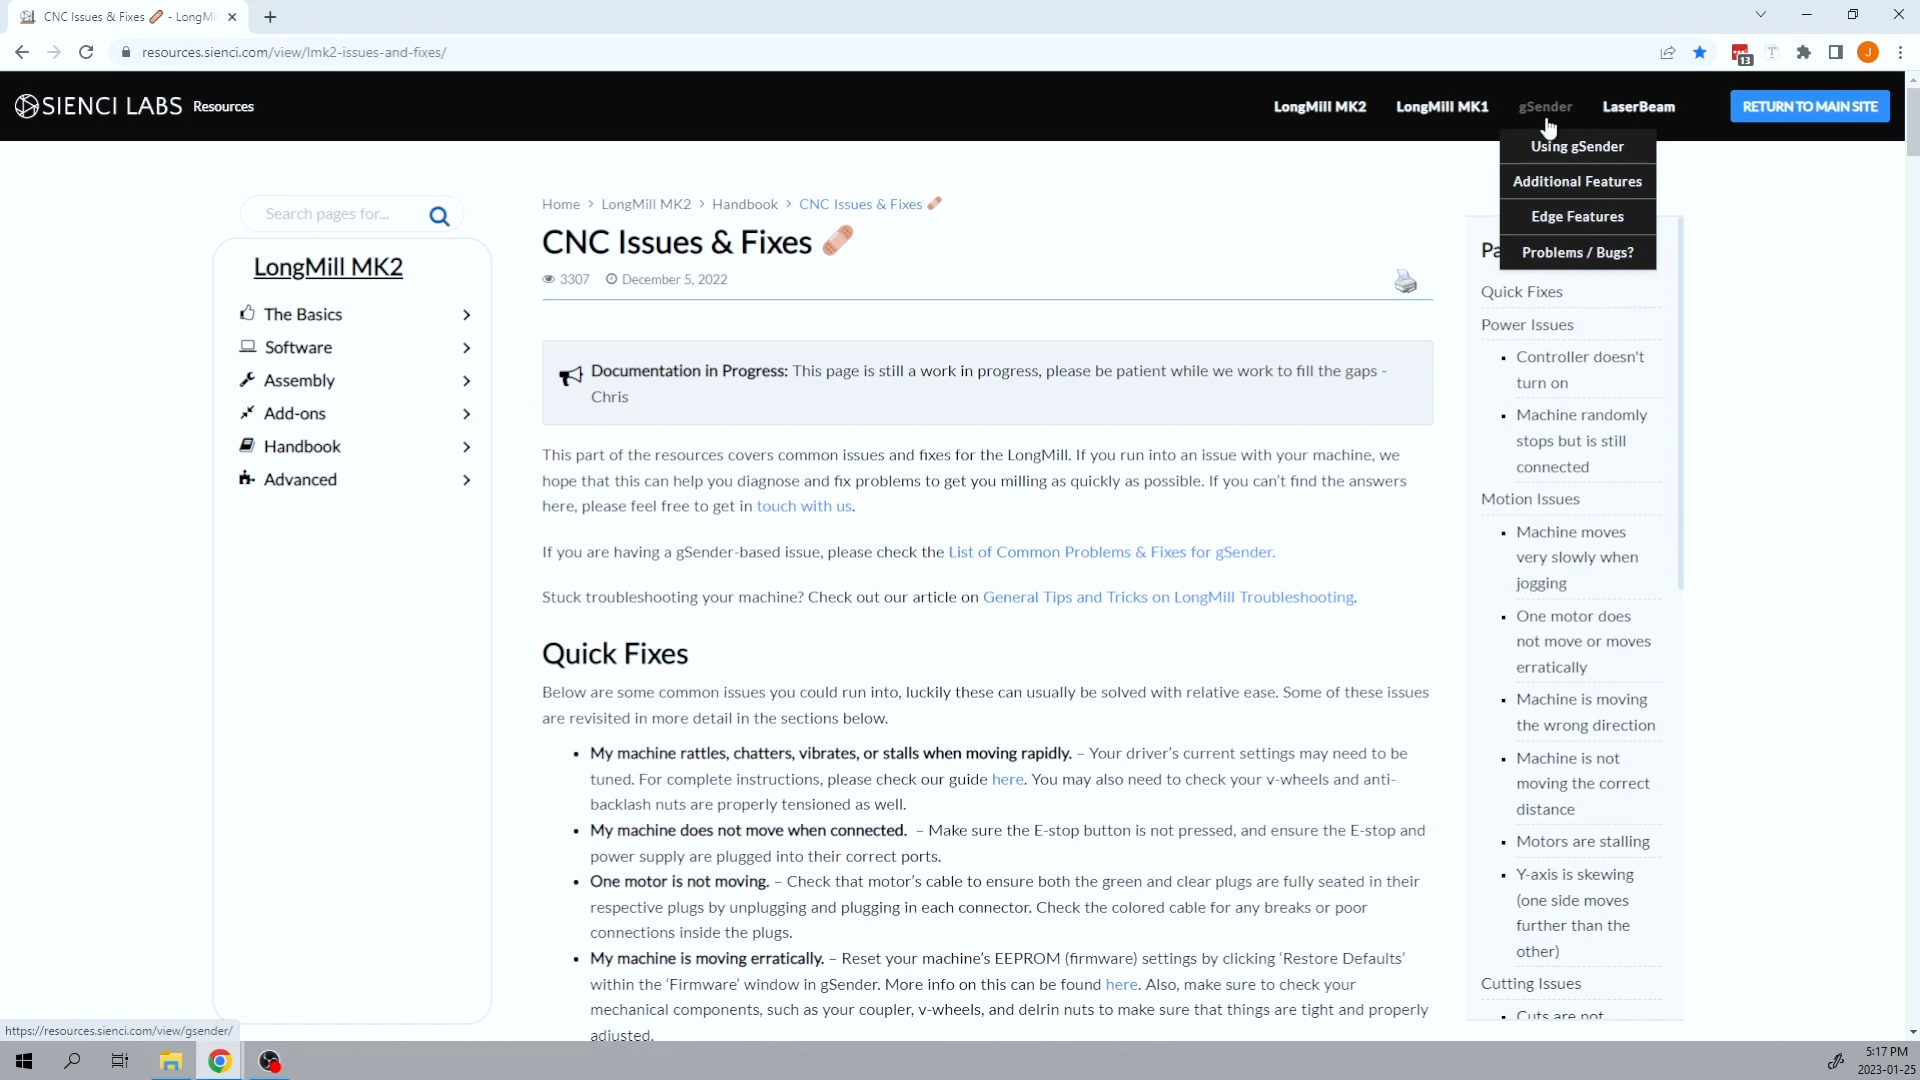 CNC Issues & Fixes 🩹 - LongMi
resources.sienci.com/view/lmk2-issues-and-fixes/
13
T
J
SIENCI LABS Resources
LongMill MK2 LongMill MK1 gSender LaserBeam RETURN TO MAIN SITE
Using gSender
Additional Features
Edge Features
Problems / Bugs?
Search pages for...
LongMill MK2
The Basics
Software
Assembly
Add-ons
Handbook
Advanced
Home > LongMill MK2 > Handbook > CNC Issues & Fixes 🩹
CNC Issues & Fixes 🩹
3307 December 5, 2022
Documentation in Progress: This page is still a work in progress, please be patient while we work to fill the gaps -
Chris
This part of the resources covers common issues and fixes for the LongMill. If you run into an issue with your machine, we
hope that this can help you diagnose and fix problems to get you milling as quickly as possible. If you can't find the answers
here, please feel free to get in touch with us.
If you are having a gSender-based issue, please check the List of Common Problems & Fixes for gSender.
Stuck troubleshooting your machine? Check out our article on General Tips and Tricks on LongMill Troubleshooting.
Quick Fixes
Below are some common issues you could run into, luckily these can usually be solved with relative ease. Some of these issues
are revisited in more detail in the sections below.
• My machine rattles, chatters, vibrates, or stalls when moving rapidly. – Your driver's current settings may need to be
tuned. For complete instructions, please check our guide here. You may also need to check your v-wheels and anti-
backlash nuts are properly tensioned as well.
• My machine does not move when connected. – Make sure the E-stop button is not pressed, and ensure the E-stop and
power supply are plugged into their correct ports.
• One motor is not moving. – Check that motor's cable to ensure both the green and clear plugs are fully seated in their
respective plugs by unplugging and plugging in each connector. Check the colored cable for any breaks or poor
connections inside the plugs.
• My machine is moving erratically. – Reset your machine's EEPROM (firmware) settings by clicking 'Restore Defaults'
within the 'Firmware' window in gSender. More info on this can be found here. Also, make sure to check your
mechanical components, such as your coupler, v-wheels, and delrin nuts to make sure that things are tight and properly
adjusted.
Pa
Quick Fixes
Power Issues
Controller doesn't
turn on
Machine randomly
stops but is still
connected
Motion Issues
Machine moves
very slowly when
jogging
One motor does
not move or moves
erratically
Machine is moving
the wrong direction
Machine is not
moving the correct
distance
Motors are stalling
Y-axis is skewing
(one side moves
further than the
other)
Cutting Issues
Cuts are not
https://resources.sienci.com/view/gsender/
5:17 PM
2023-01-25